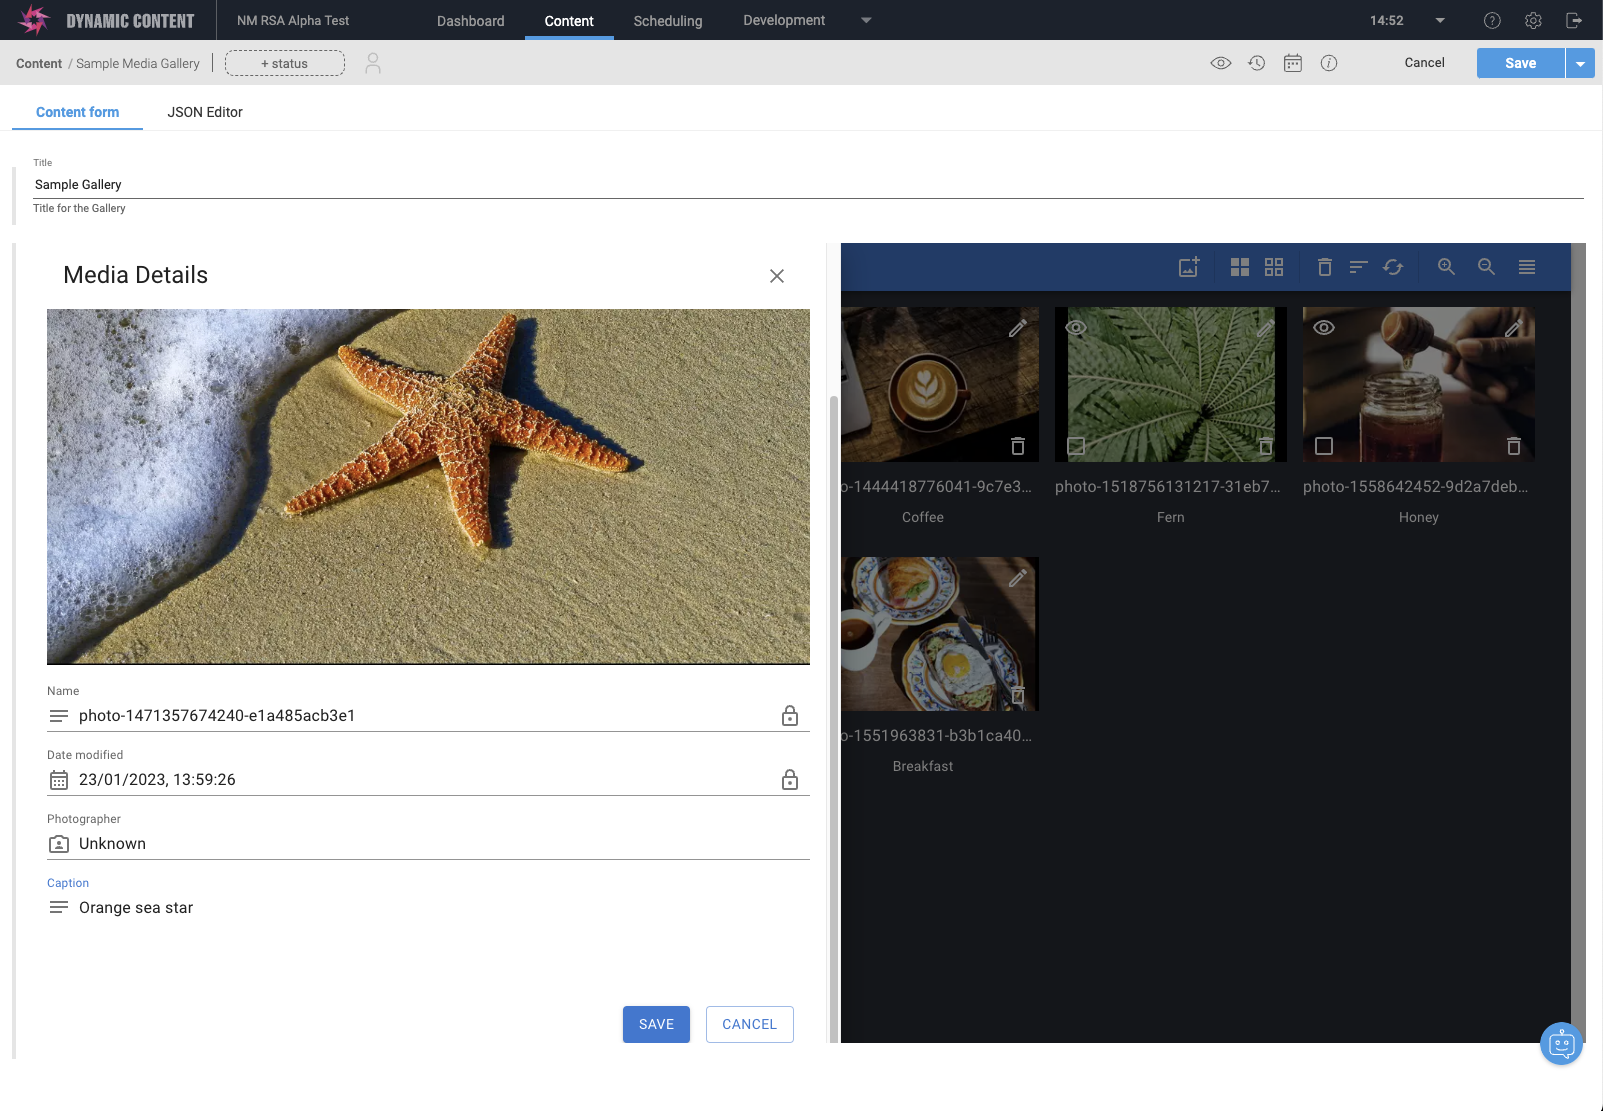 DYNAMIC CONTENT
NM RSA Alpha Test
Dashboard
Content
Scheduling
Development
14:52
Content / Sample Media Gallery
+ status
Cancel
Save
Content form
JSON Editor
Title
Sample Gallery
Title for the Gallery
Media Details
Name
photo-1471357674240-e1a485acb3e1
Date modified
23/01/2023, 13:59:26
Photographer
Unknown
Caption
Orange sea star
SAVE
CANCEL
o-1444418776041-9c7e3...
Coffee
photo-1518756131217-31eb7...
Fern
photo-1558642452-9d2a7deb...
Honey
o-1551963831-b3b1ca40...
Breakfast